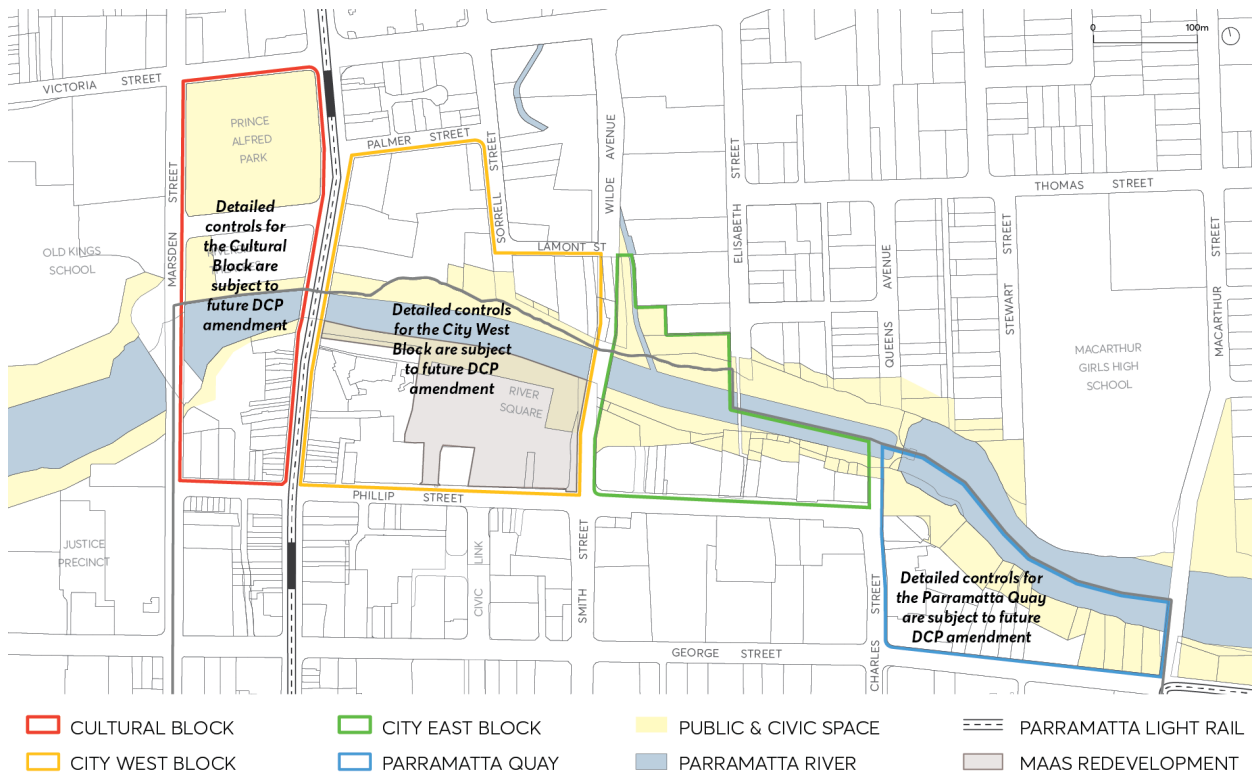 0 100m
VICTORIA STREET
PRINCE
ALFRED
PARK
PALMER STREET
SORRELL STREET
WILDE AVENUE
ELISABETH STREET
THOMAS STREET
MARSDEN STREET
OLD KINGS
SCHOOL
Detailed
controls for
the Cultural
Block are
subject to
future DCP
amendment
LAMONT ST
QUEENS AVENUE
STEWART STREET
MACARTHUR STREET
MACARTHUR
GIRLS HIGH
SCHOOL
Detailed controls
for the City West
Block are subject
to future DCP
amendment
RIVER
SQUARE
PHILLIP STREET
JUSTICE
PRECINCT
CIVIC LINK
SMITH STREET
CHARLES STREET
Detailed controls for
the Parramatta Quay
are subject to future
DCP amendment
GEORGE STREET
CULTURAL BLOCK
CITY EAST BLOCK
PUBLIC & CIVIC SPACE
PARRAMATTA LIGHT RAIL
CITY WEST BLOCK
PARRAMATTA QUAY
PARRAMATTA RIVER
MAAS REDEVELOPMENT